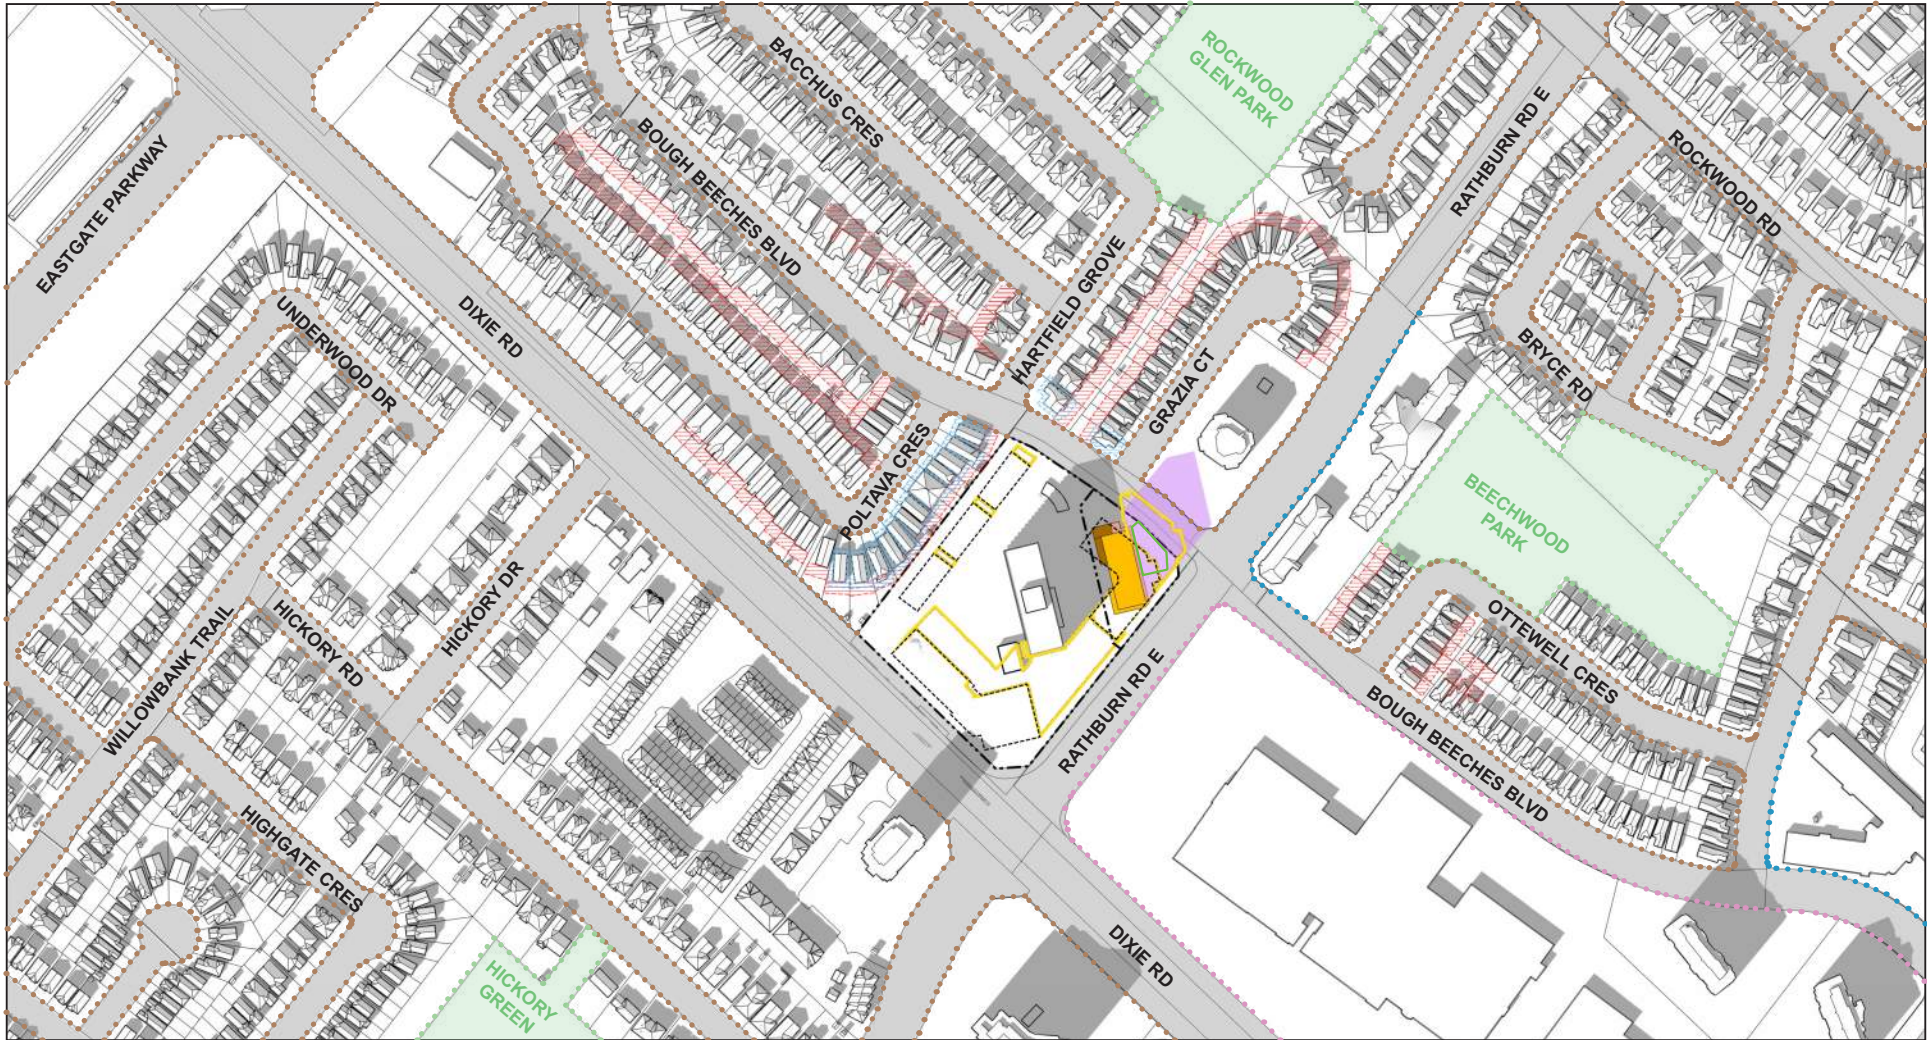 ROCKWOOD
GLEN PARK
BACCHUS CRES
BOUGH BEECHES BLVD
RATHBURN RD E
ROCKWOOD RD
EASTGATE PARKWAY
HARTFIELD GROVE
UNDERWOOD DR
DIXIE RD
BRYCE RD
GRAZIA CT
POLTAVA CRES
BEECHWOOD
PARK
HICKORY DR
HICKORY RD
WILLOWBANK TRAIL
OTTEWELL CRES
RATHBURN RD E
BOUGH BEECHES BLVD
HIGHGATE CRES
DIXIE RD
HICKORY
GREEN